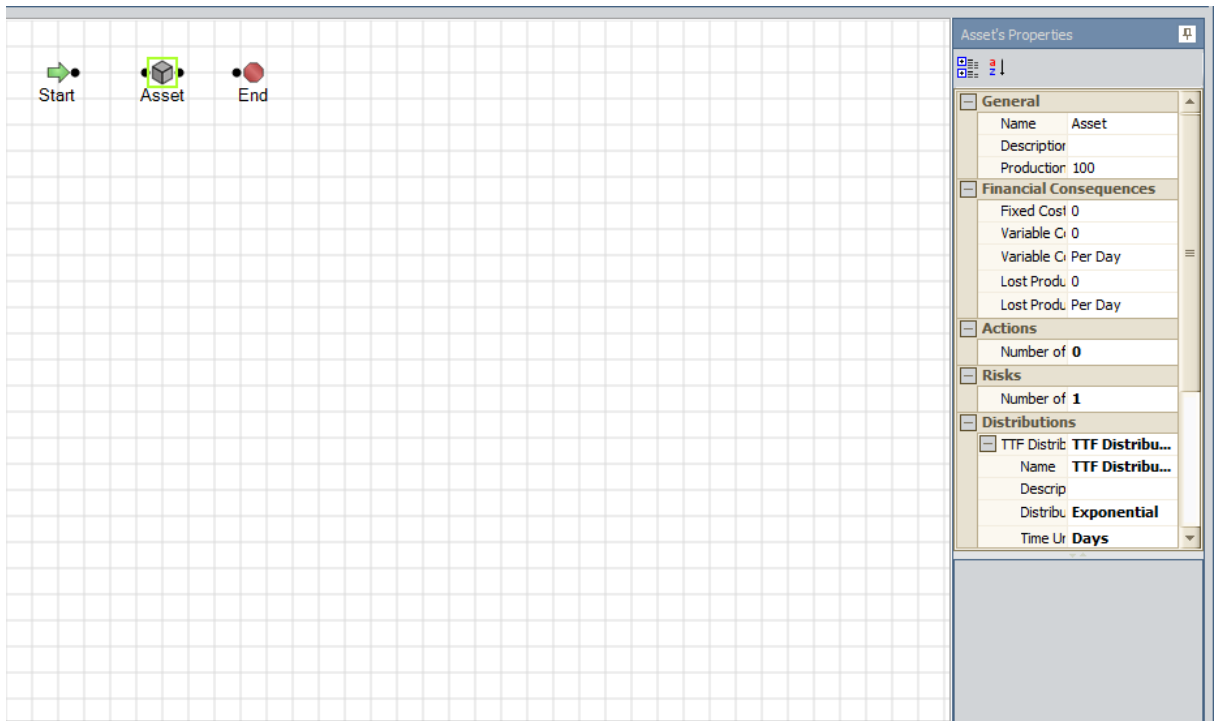 Asset's Properties
Start
Asset
End
General
Name Asset
Description
Production 100
Financial Consequences
Fixed Cost 0
Variable C 0
Variable C Per Day
Lost Produ 0
Lost Produ Per Day
Actions
Number of 0
Risks
Number of 1
Distributions
TTF Distrib TTF Distribu...
Name TTF Distribu...
Descrip
Distribu Exponential
Time Ur Days